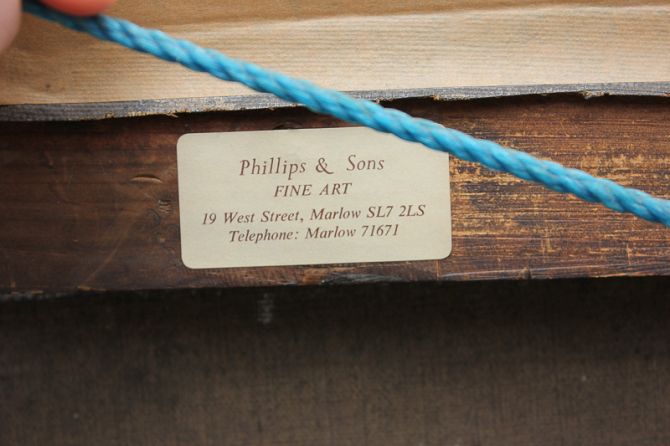 Phillips & Sons
FINE ART
19 West Street, Marlow SL7 2LS
Telephone: Marlow 71671